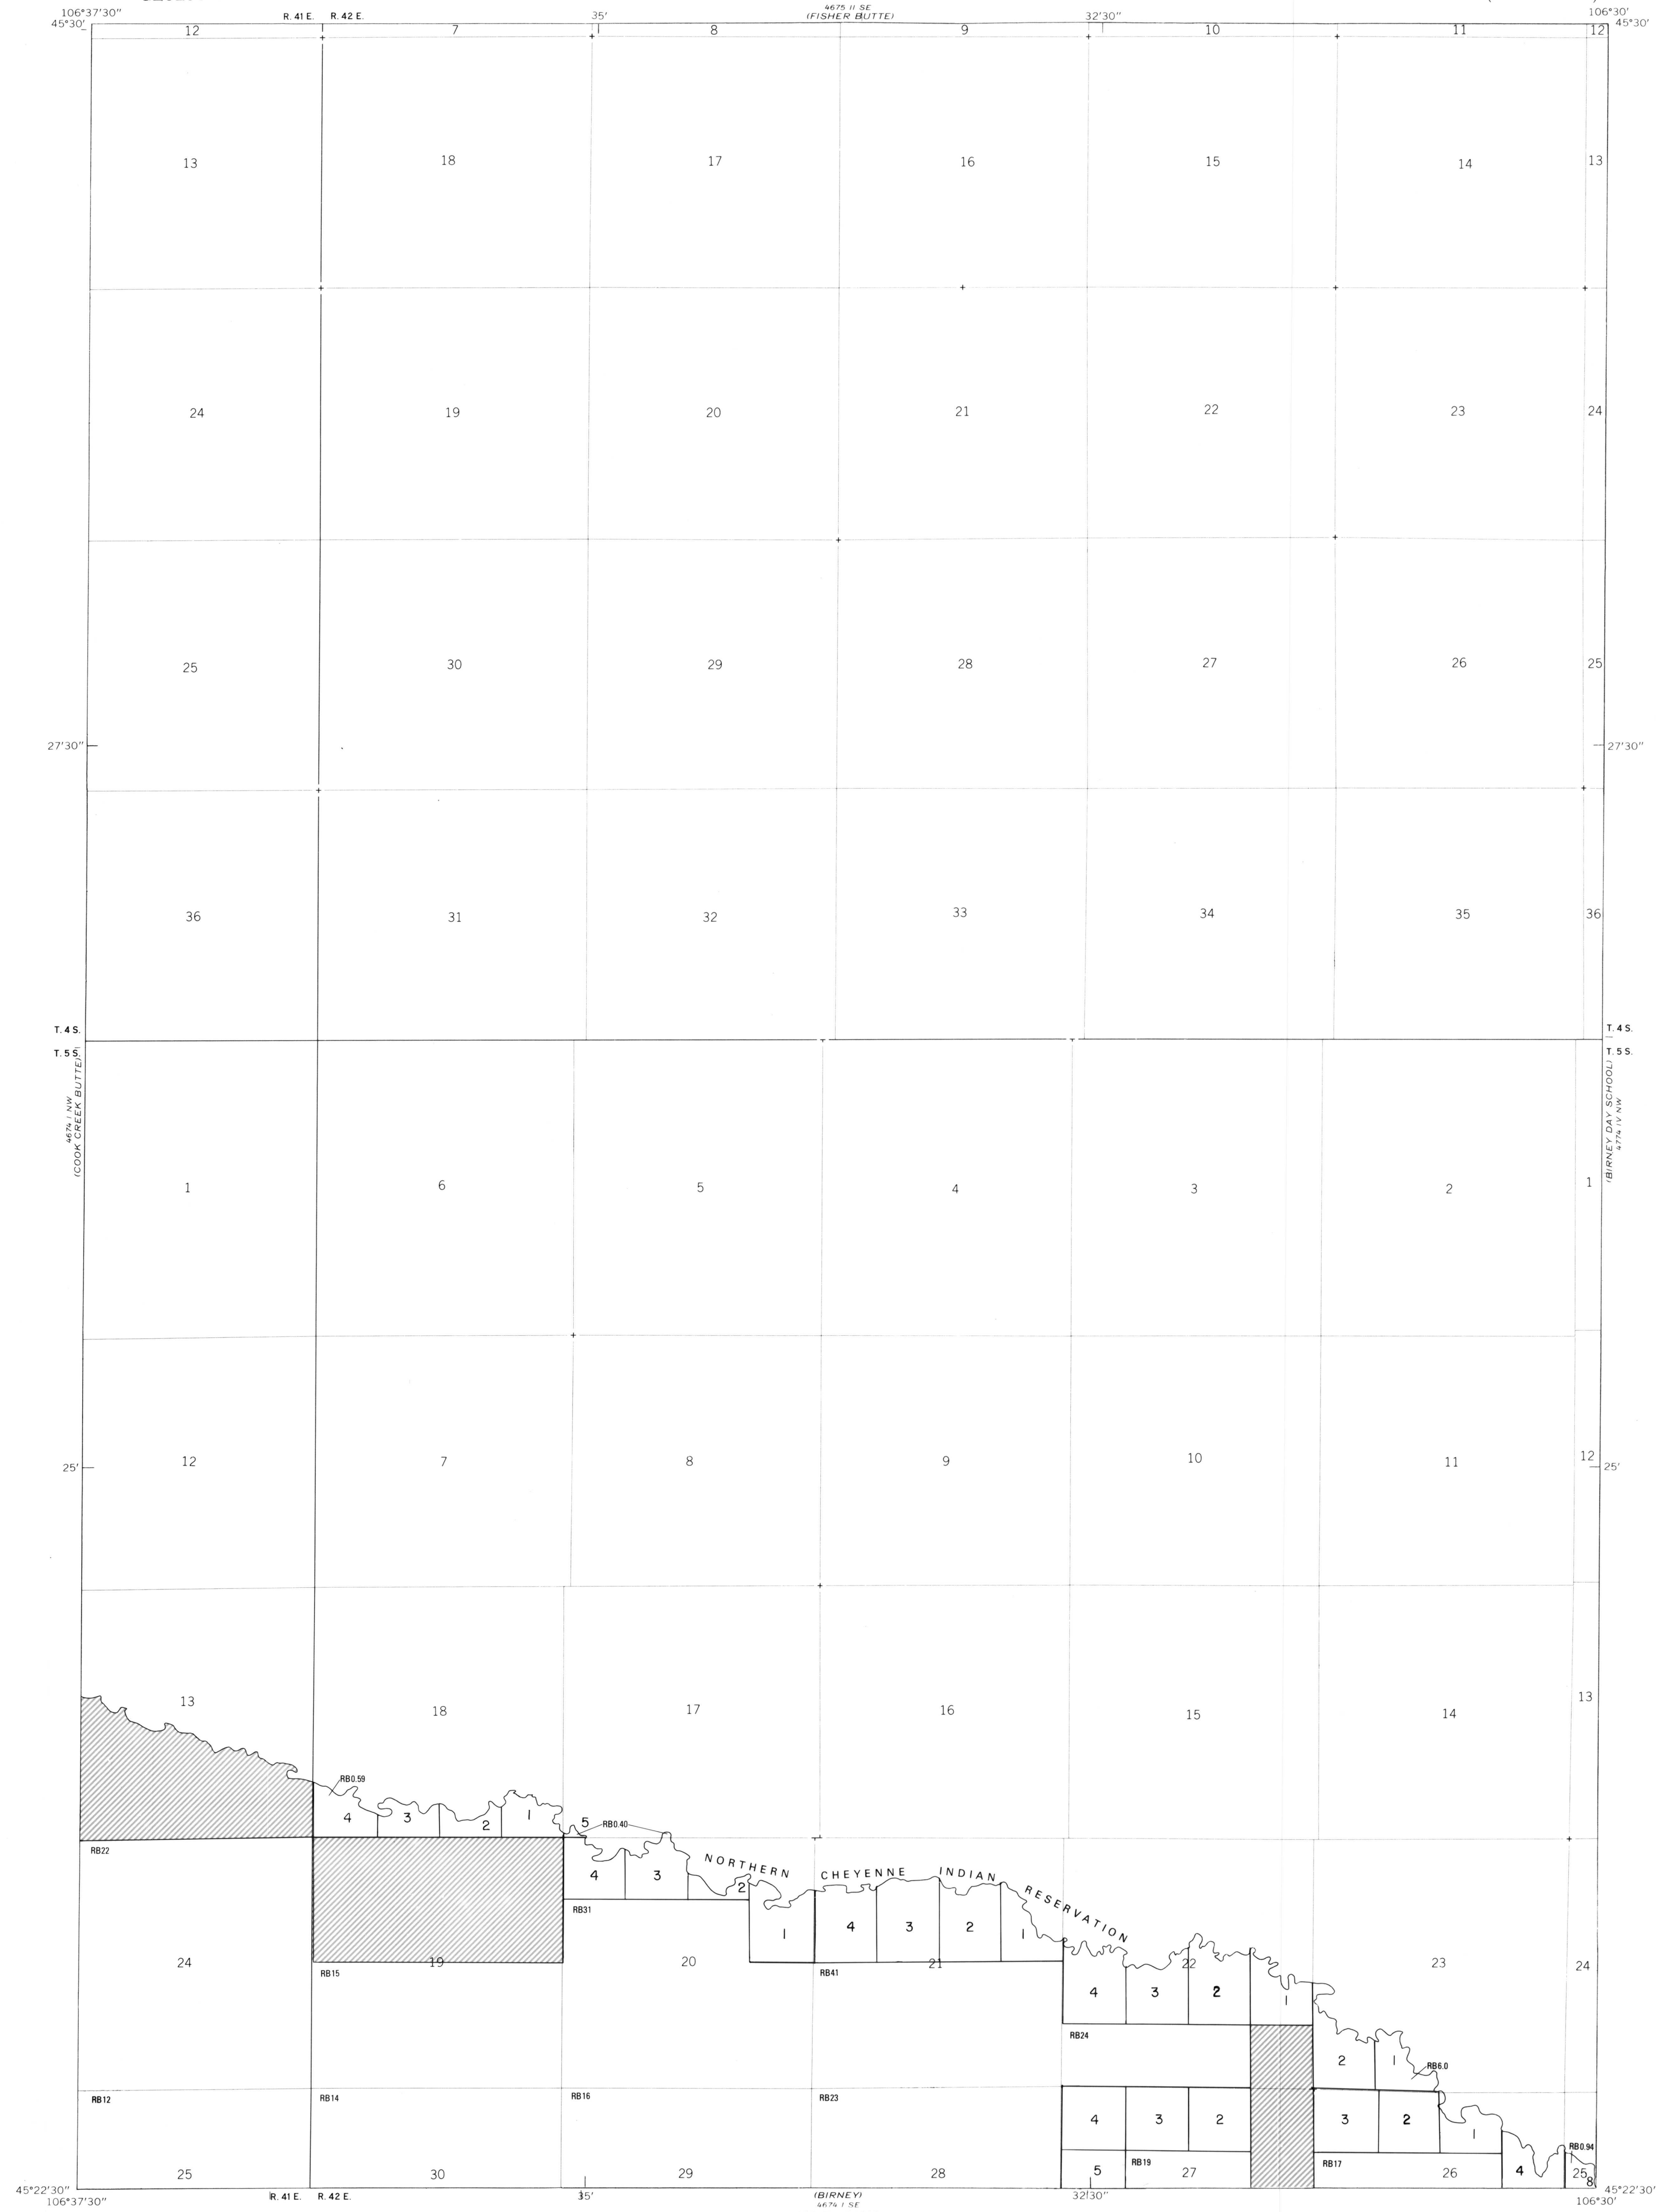 106°37'30"
R. 41 E. R. 42 E.
35'
4675 II SE
(FISHER BUTTE)
32'30"
106°30'
45°30'
45°30'
12 7 8 9 10 11 12
13 18 17 16 15 14 13
24 19 20 21 22 23 24
25 30 29 28 27 26 25
27'30"
27'30"
36 31 32 33 34 35 36
T. 4 S.
T. 4 S.
T. 5 S.
T. 5 S.
4674 I NW
(COOK CREEK BUTTE)
(BIRNEY DAY SCHOOL)
4774 IV NW
1 6 5 4 3 2 1
12 7 8 9 10 11 12
25'
25'
13 18 17 16 15 14 13
RB0.59
4 3 2 1
5 RB0.40
RB22
NORTHERN CHEYENNE INDIAN RESERVATION
4 3 2
RB31
1 4 3 2 1
24 19 20 21 22 23 24
RB15
RB41
4 3 2 1
RB24
2 1
RB6.0
RB12
RB14
RB16
RB23
4 3 2
3 2 1
RB19
RB17
RB0.94
25 30 29 28 5 27 26 4 25
8
45°22'30"
45°22'30"
106°37'30"
R. 41 E. R. 42 E.
35'
(BIRNEY)
4674 I SE
32'30"
106°30'